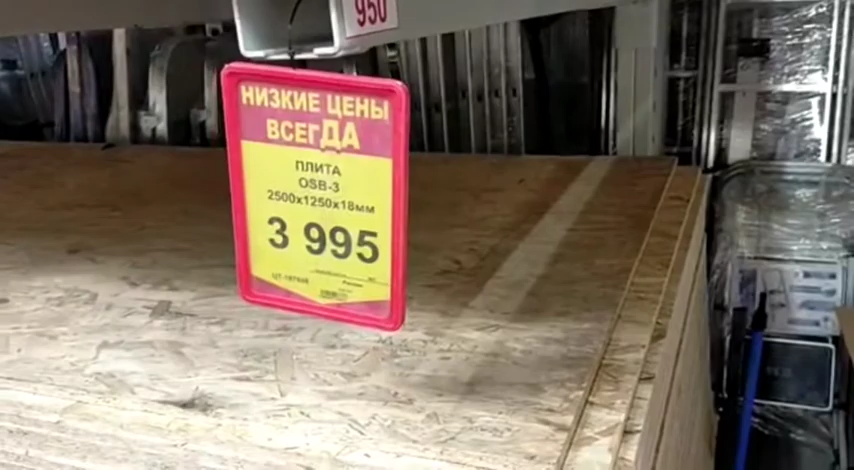 950
НИЗКИЕ ЦЕНЫ
ВСЕГДА
ПЛИТА
OSB-3
2500x1250x18мм
3 995